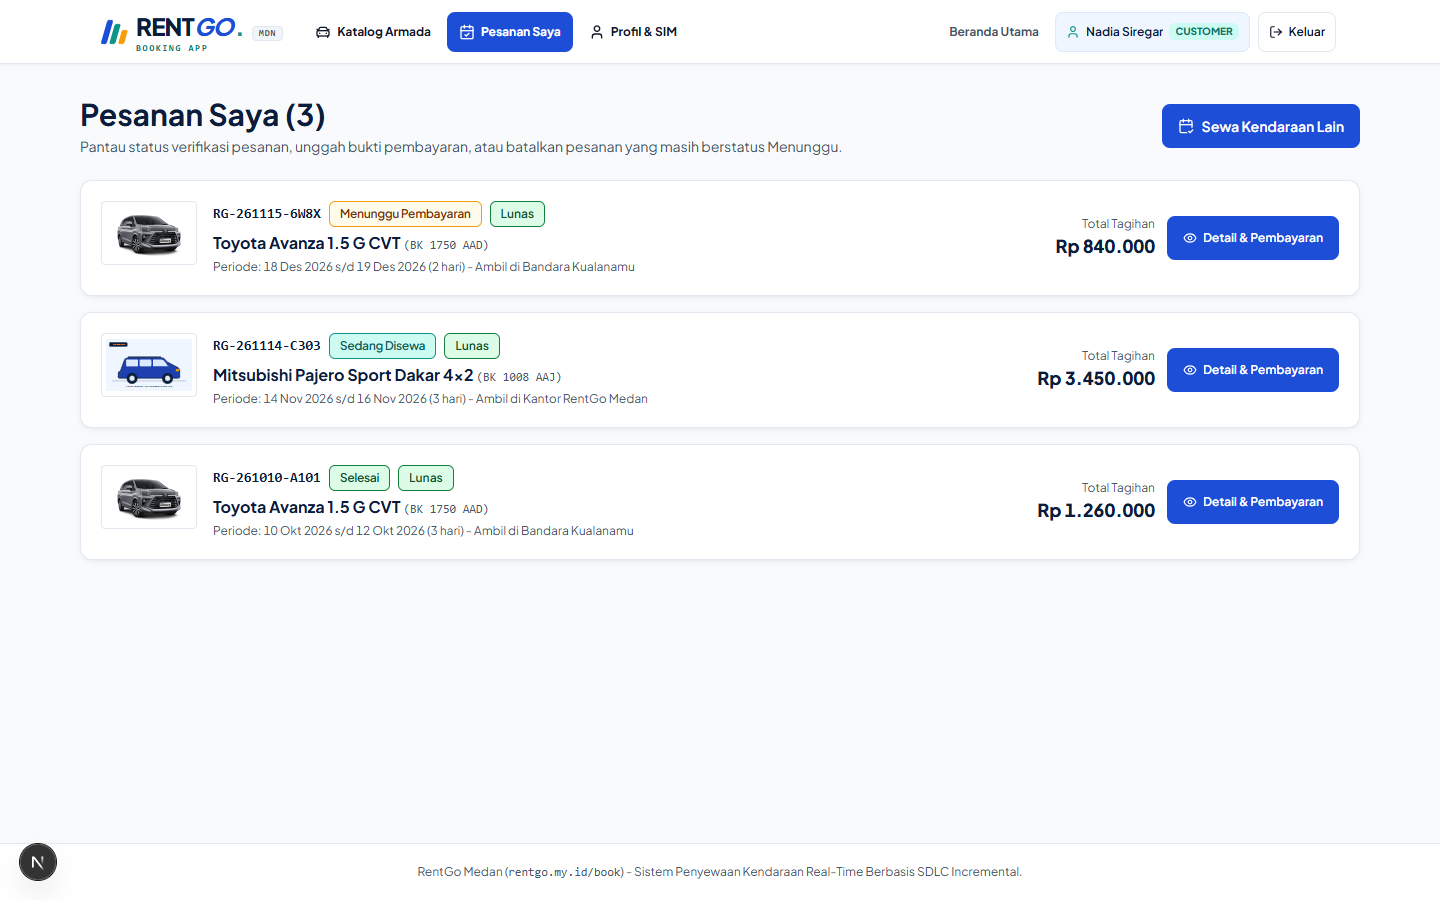 RENTGO. MDN
BOOKING APP
Katalog Armada
Pesanan Saya
Profil & SIM
Beranda Utama
Nadia Siregar CUSTOMER
Keluar
Pesanan Saya (3)
Pantau status verifikasi pesanan, unggah bukti pembayaran, atau batalkan pesanan yang masih berstatus Menunggu.
Sewa Kendaraan Lain
RG-261115-6W8X Menunggu Pembayaran Lunas
Toyota Avanza 1.5 G CVT (BK 1750 AAD)
Periode: 18 Des 2026 s/d 19 Des 2026 (2 hari) - Ambil di Bandara Kualanamu
Total Tagihan
Rp 840.000
Detail & Pembayaran
RG-261114-C303 Sedang Disewa Lunas
Mitsubishi Pajero Sport Dakar 4x2 (BK 1008 AAJ)
Periode: 14 Nov 2026 s/d 16 Nov 2026 (3 hari) - Ambil di Kantor RentGo Medan
Total Tagihan
Rp 3.450.000
Detail & Pembayaran
RG-261010-A101 Selesai Lunas
Toyota Avanza 1.5 G CVT (BK 1750 AAD)
Periode: 10 Okt 2026 s/d 12 Okt 2026 (3 hari) - Ambil di Bandara Kualanamu
Total Tagihan
Rp 1.260.000
Detail & Pembayaran
N
RentGo Medan (rentgo.my.id/book) - Sistem Penyewaan Kendaraan Real-Time Berbasis SDLC Incremental.